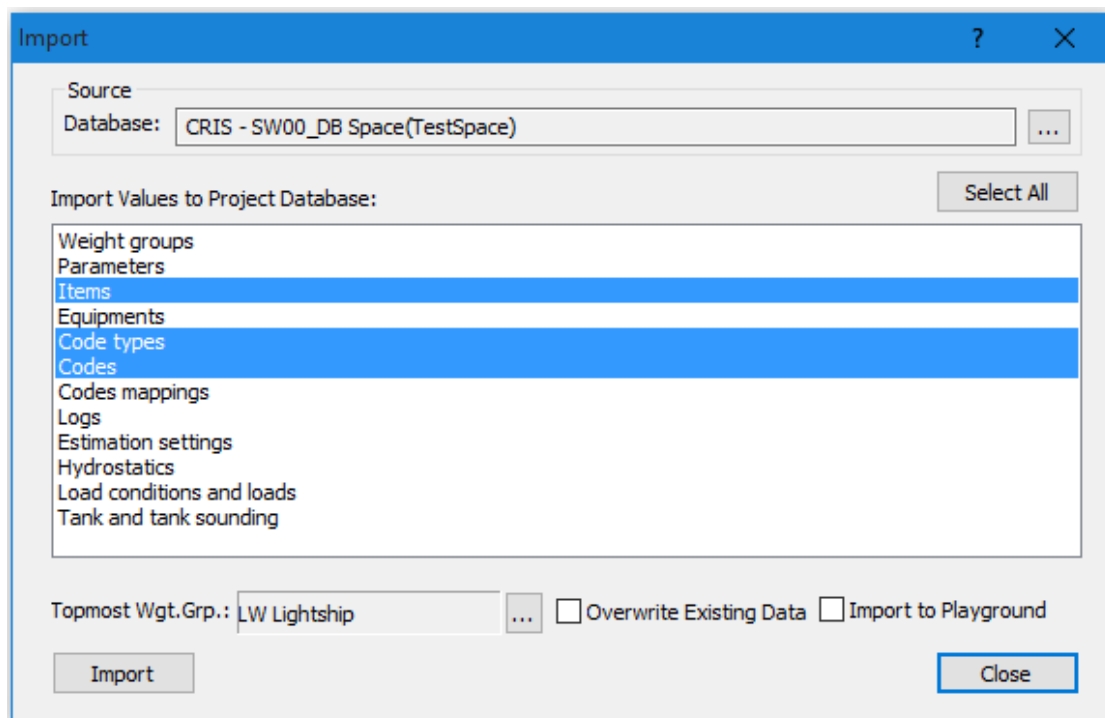 Import ?
Source
Database: CRIS - SW00_DB Space(TestSpace) ...
Import Values to Project Database: Select All
Weight groups
Parameters
Items
Equipments
Code types
Codes
Codes mappings
Logs
Estimation settings
Hydrostatics
Load conditions and loads
Tank and tank sounding
Topmost Wgt.Grp.: LW Lightship ... Overwrite Existing Data Import to Playground
Import Close